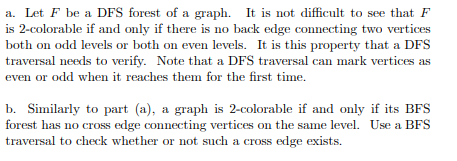 a. Let F be a DFS forest of a graph. It is not difficult to see that F
is 2-colorable if and only if there is no back edge connecting two vertices
both on odd levels or both on even levels. It is this property that a DFS
traversal needs to verify. Note that a DFS traversal can mark vertices as
even or odd when it reaches them for the first time.
b. Similarly to part (a), a graph is 2-colorable if and only if its BFS
forest has no cross edge connecting vertices on the same level. Use a BFS
traversal to check whether or not such a cross edge exists.